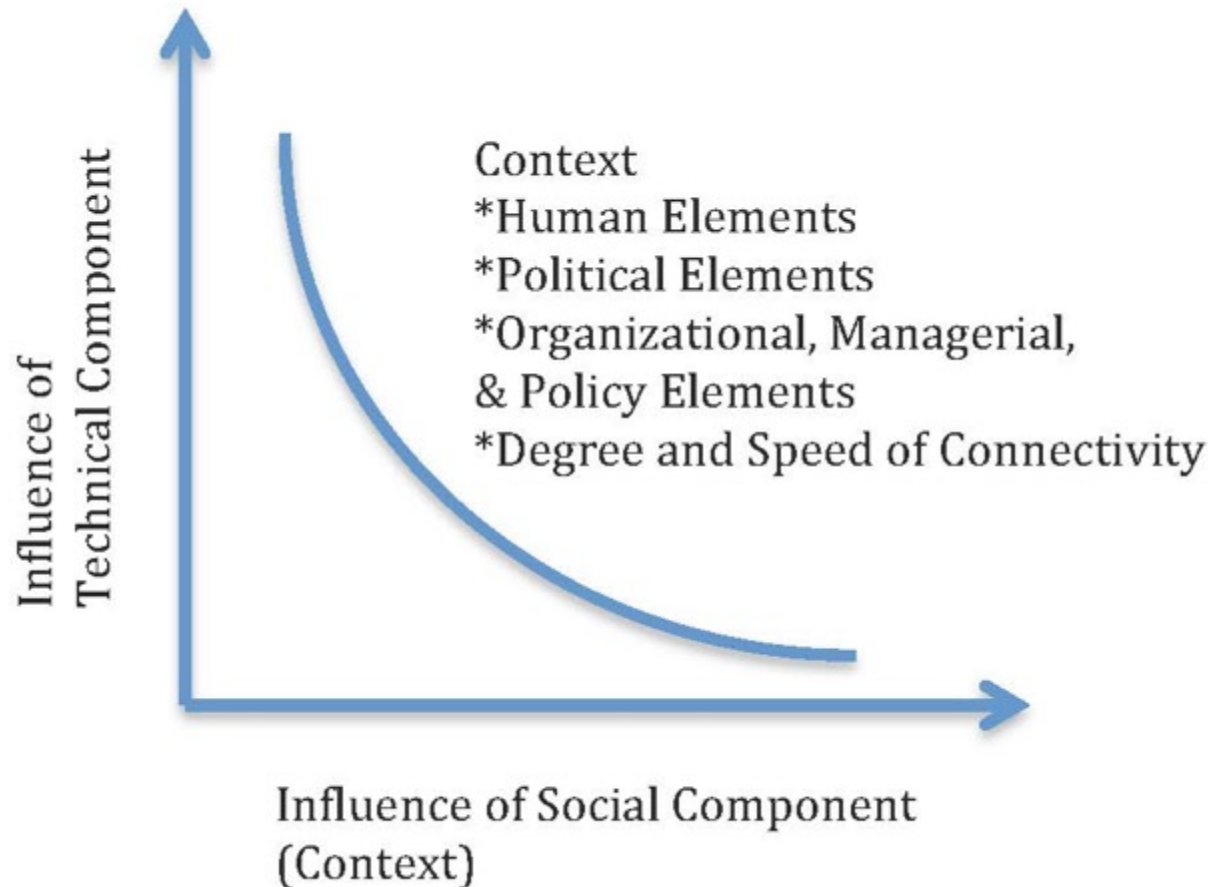 Influence of
Technical Component
Context
*Human Elements
*Political Elements
*Organizational, Managerial,
& Policy Elements
*Degree and Speed of Connectivity
Influence of Social Component
(Context)